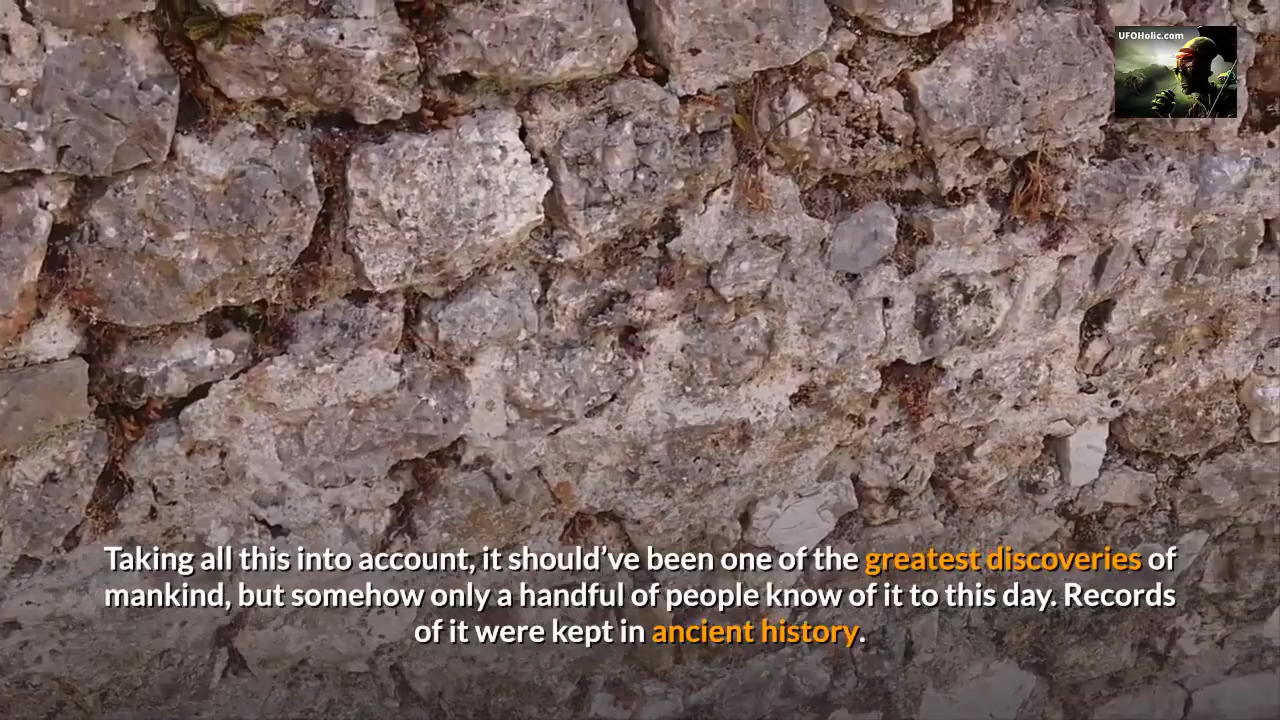 UFOHolic.com
Taking all this into account, it should’ve been one of the greatest discoveries of
mankind, but somehow only a handful of people know of it to this day. Records
of it were kept in ancient history.